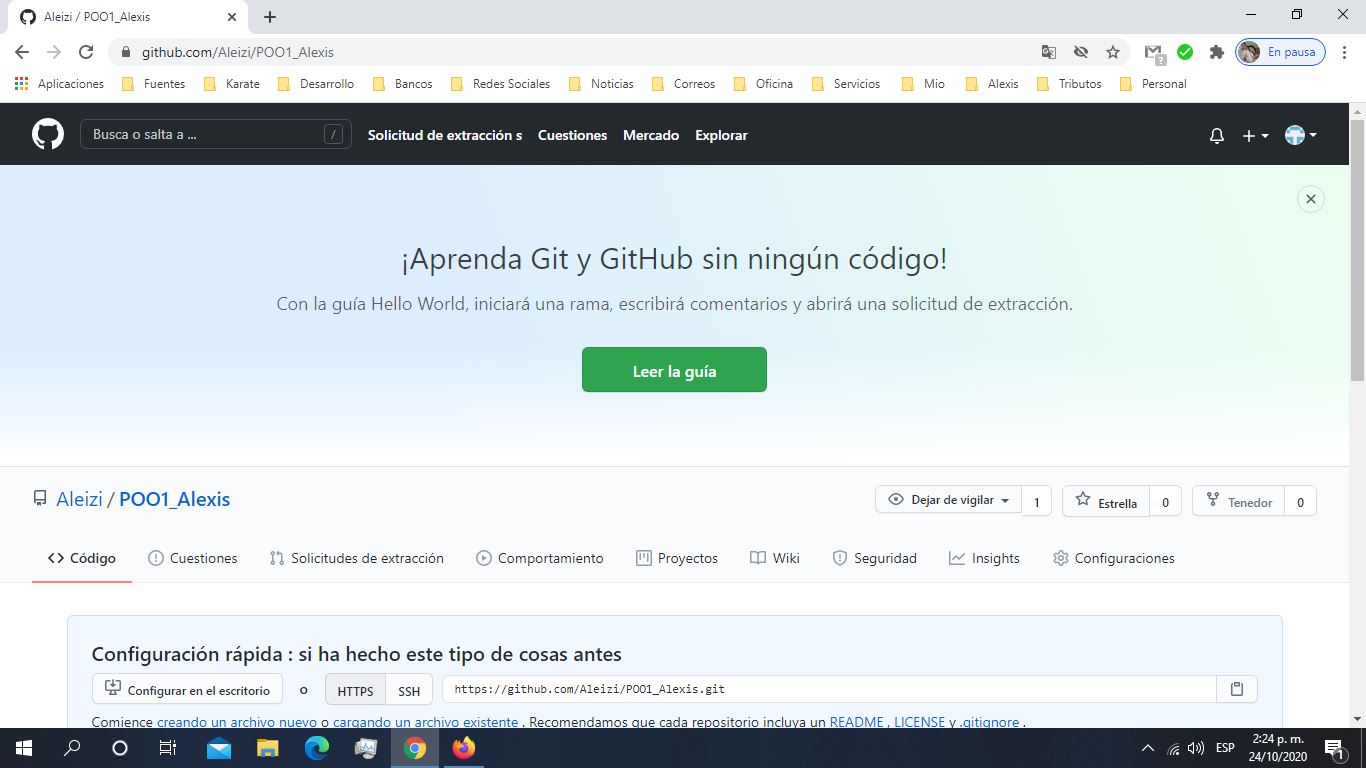 Aleizi / POO1_Alexis
github.com/Aleizi/POO1_Alexis
En pausa
Aplicaciones Fuentes Karate Desarrollo Bancos Redes Sociales Noticias Correos Oficina Servicios Mio Alexis Tributos Personal
Busca o salta a ... / Solicitud de extracción s Cuestiones Mercado Explorar
¡Aprenda Git y GitHub sin ningún código!
Con la guía Hello World, iniciará una rama, escribirá comentarios y abrirá una solicitud de extracción.
Leer la guía
Aleizi / POO1_Alexis Dejar de vigilar 1 Estrella 0 Tenedor 0
Código Cuestiones Solicitudes de extracción Comportamiento Proyectos Wiki Seguridad Insights Configuraciones
Configuración rápida : si ha hecho este tipo de cosas antes
Configurar en el escritorio o HTTPS SSH https://github.com/Aleizi/POO1_Alexis.git
Comience creando un archivo nuevo o cargando un archivo existente . Recomendamos que cada repositorio incluya un README , LICENSE y .gitignore .
ESP 2:24 p. m.
24/10/2020 1